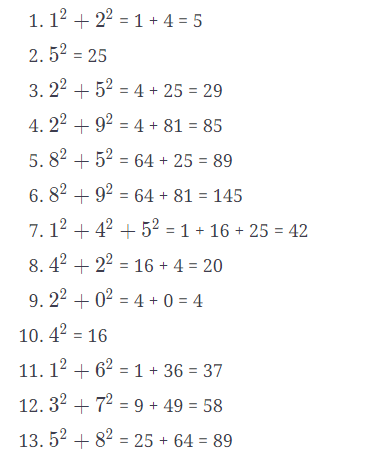 1. 1² + 2² = 1 + 4 = 5
2. 5² = 25
3. 2² + 5² = 4 + 25 = 29
4. 2² + 9² = 4 + 81 = 85
5. 8² + 5² = 64 + 25 = 89
6. 8² + 9² = 64 + 81 = 145
7. 1² + 4² + 5² = 1 + 16 + 25 = 42
8. 4² + 2² = 16 + 4 = 20
9. 2² + 0² = 4 + 0 = 4
10. 4² = 16
11. 1² + 6² = 1 + 36 = 37
12. 3² + 7² = 9 + 49 = 58
13. 5² + 8² = 25 + 64 = 89